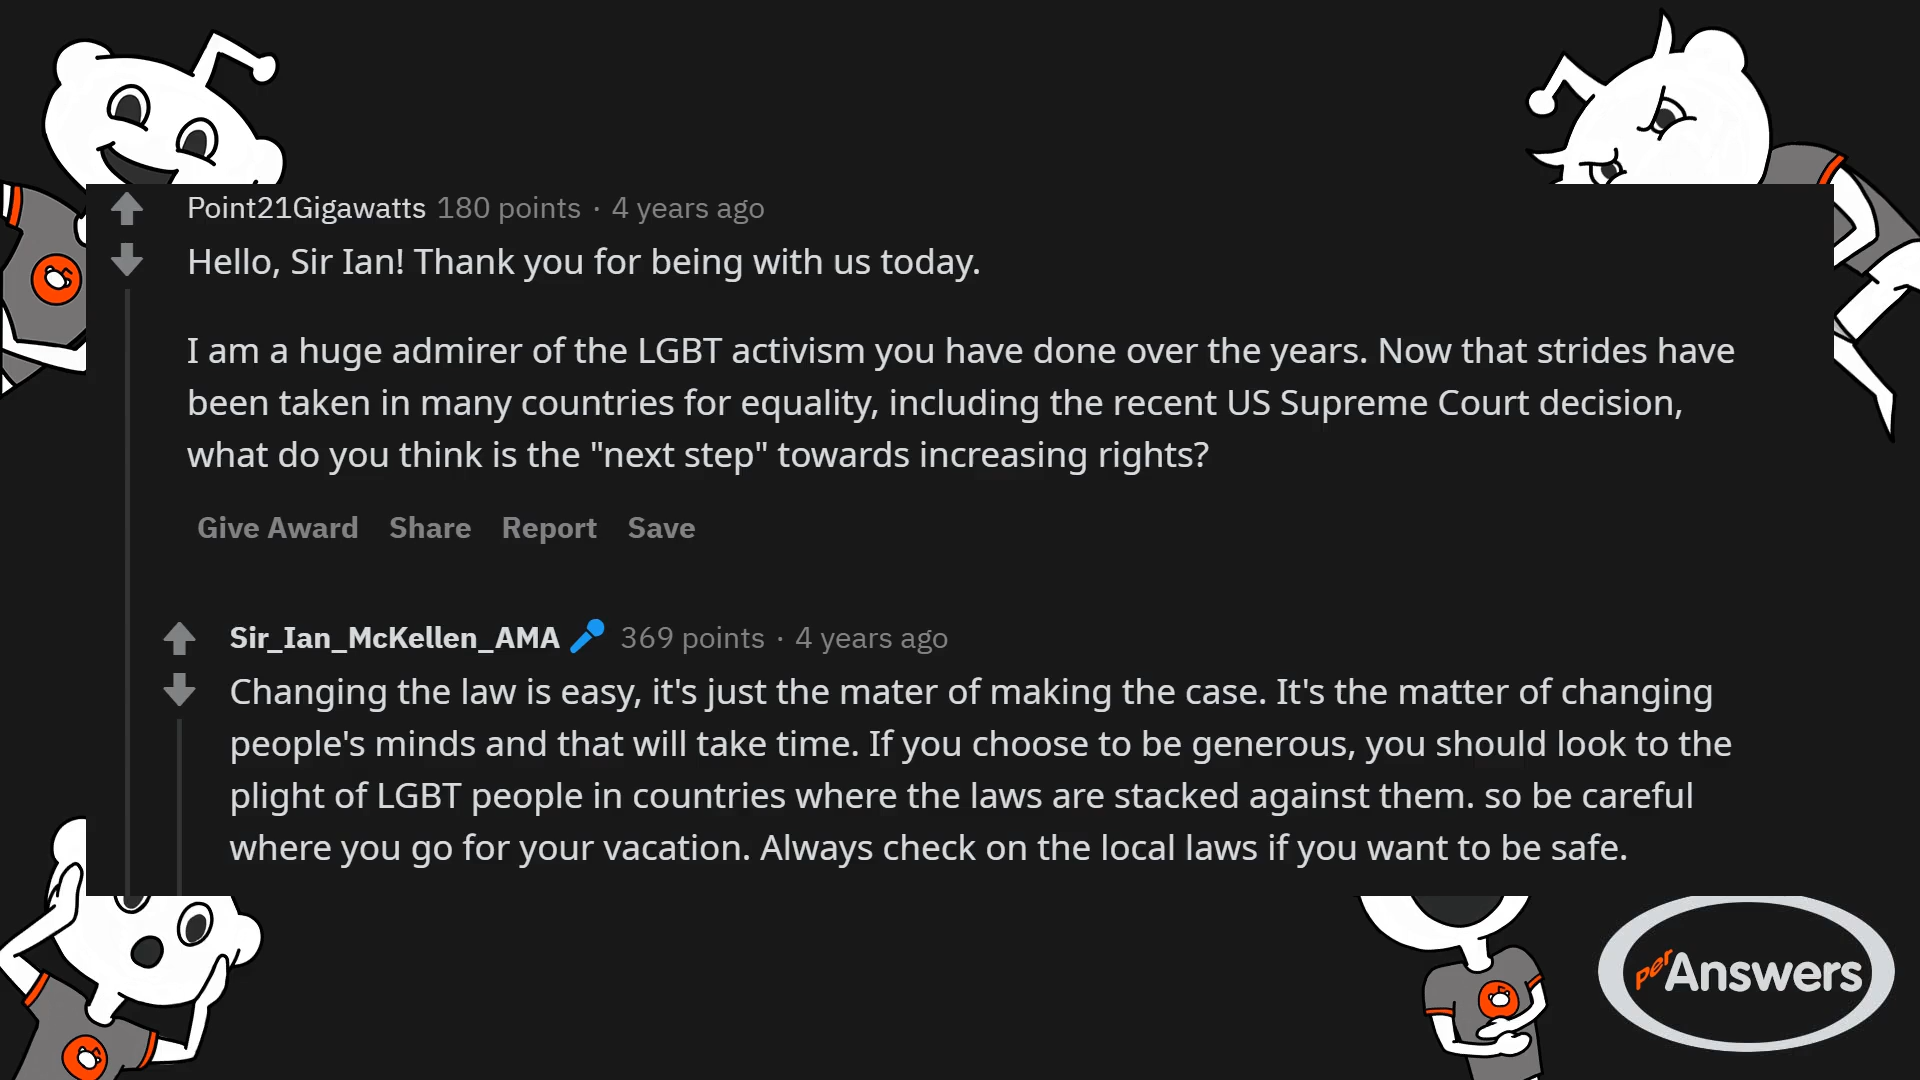 Point21Gigawatts 180 points · 4 years ago
Hello, Sir Ian! Thank you for being with us today.
I am a huge admirer of the LGBT activism you have done over the years. Now that strides have
been taken in many countries for equality, including the recent US Supreme Court decision,
what do you think is the "next step" towards increasing rights?
Give Award Share Report Save
Sir_Ian_McKellen_AMA 369 points · 4 years ago
Changing the law is easy, it's just the mater of making the case. It's the matter of changing
people's minds and that will take time. If you choose to be generous, you should look to the
plight of LGBT people in countries where the laws are stacked against them. so be careful
where you go for your vacation. Always check on the local laws if you want to be safe.
perAnswers